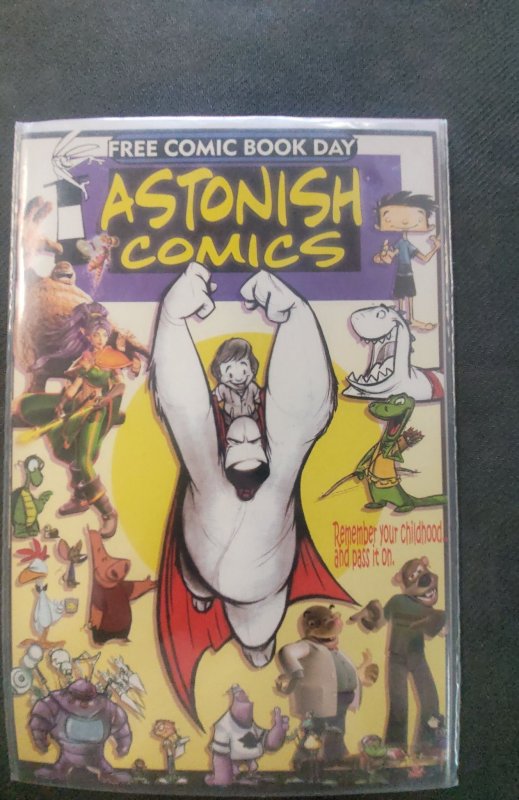 FREE COMIC BOOK DAY
ASTONISH
COMICS
Remember your childhood
and pass it on.